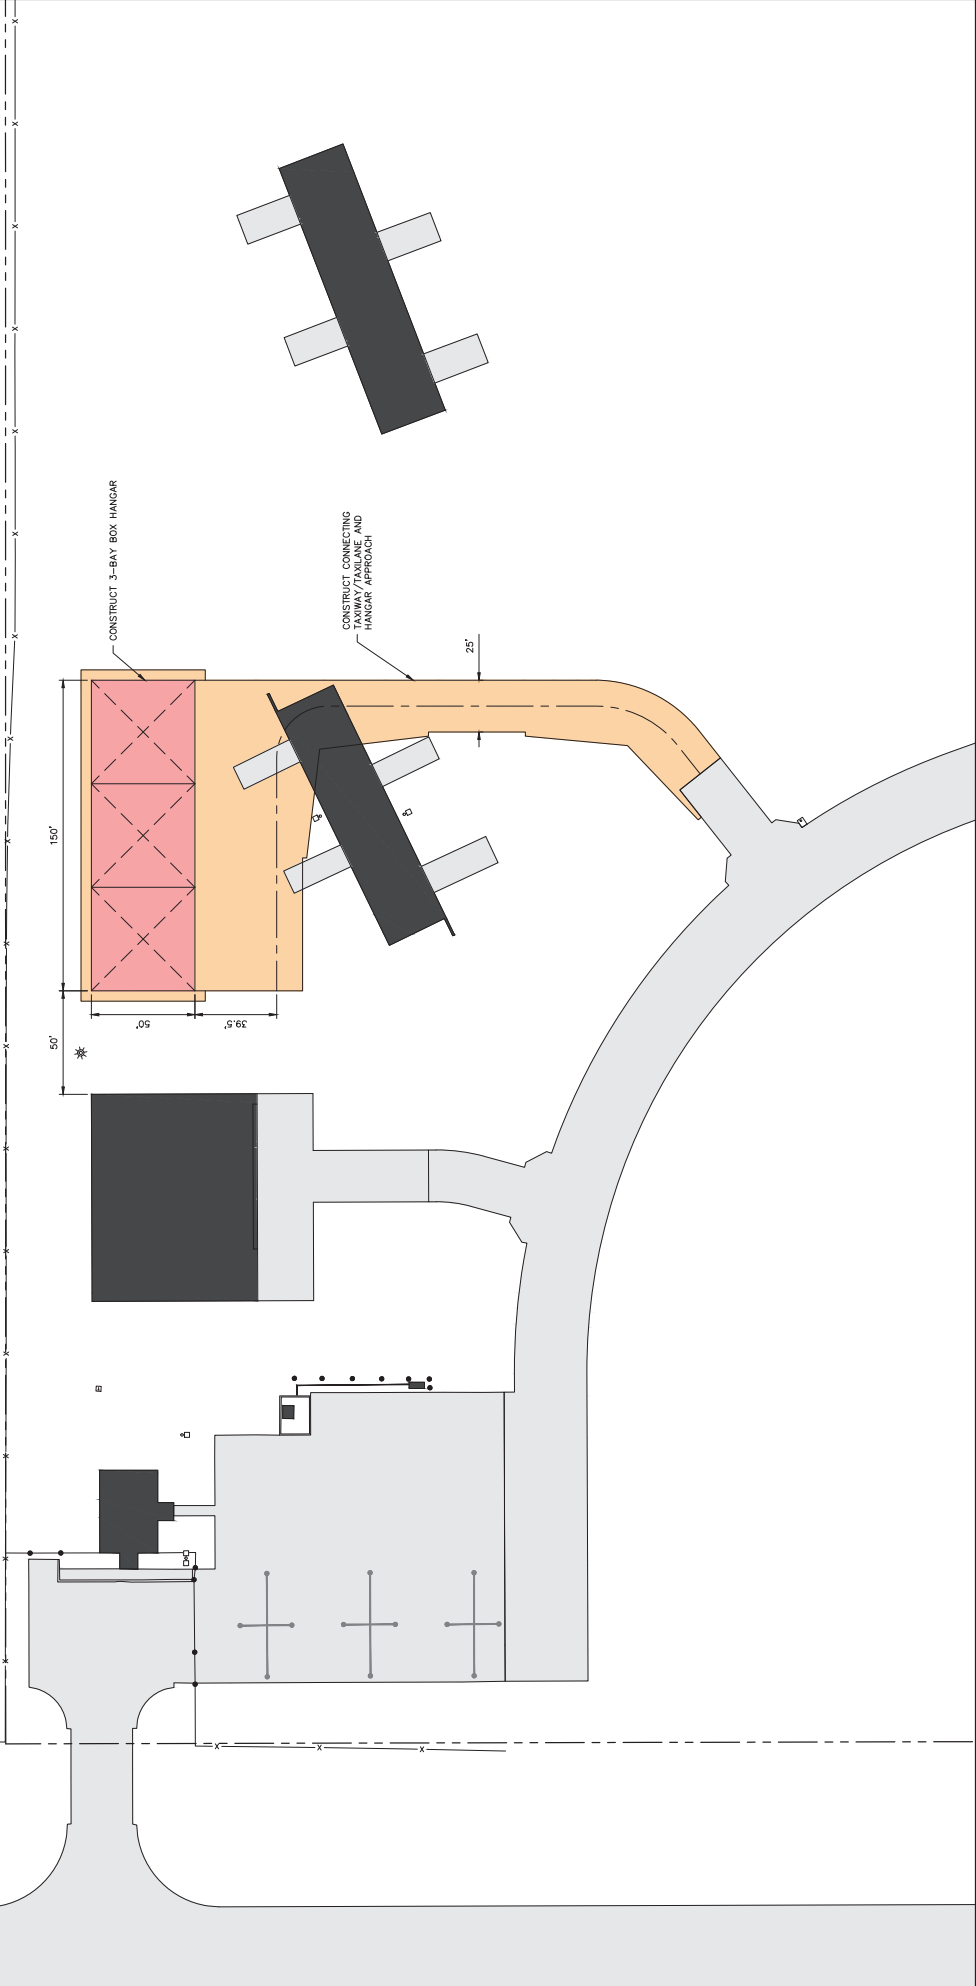 CONSTRUCT 3-BAY BOX HANGAR
CONSTRUCT CONNECTING
TAXIWAY/TAXILANE AND
HANGAR APPROACH
25'
150'
50'
39.5'
50'